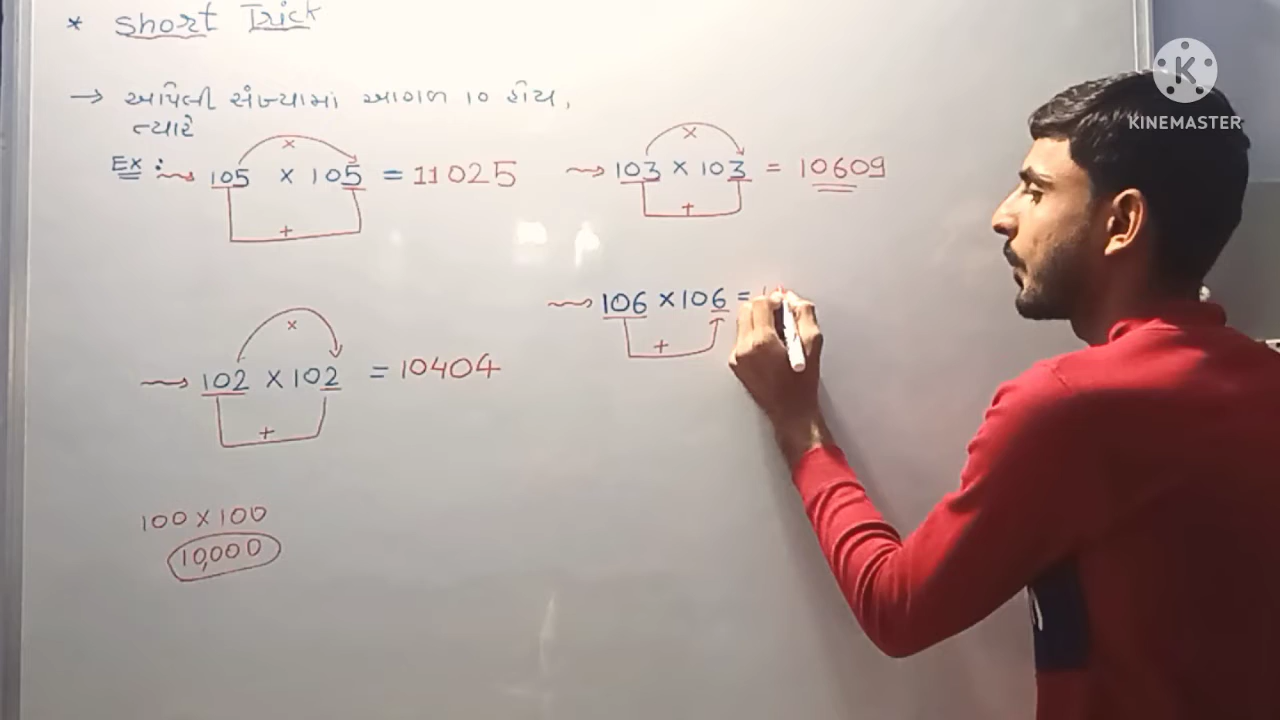 * Short Trick
→ આપેલી સંખ્યામાં આગળ ૧૦ હોય,
ત્યારે
Ex : 105 × 105 = 11025
×
+
103 × 103 = 10609
×
+
102 × 102 = 10404
×
+
106 × 106 =
+
100 × 100
10,000
KINEMASTER